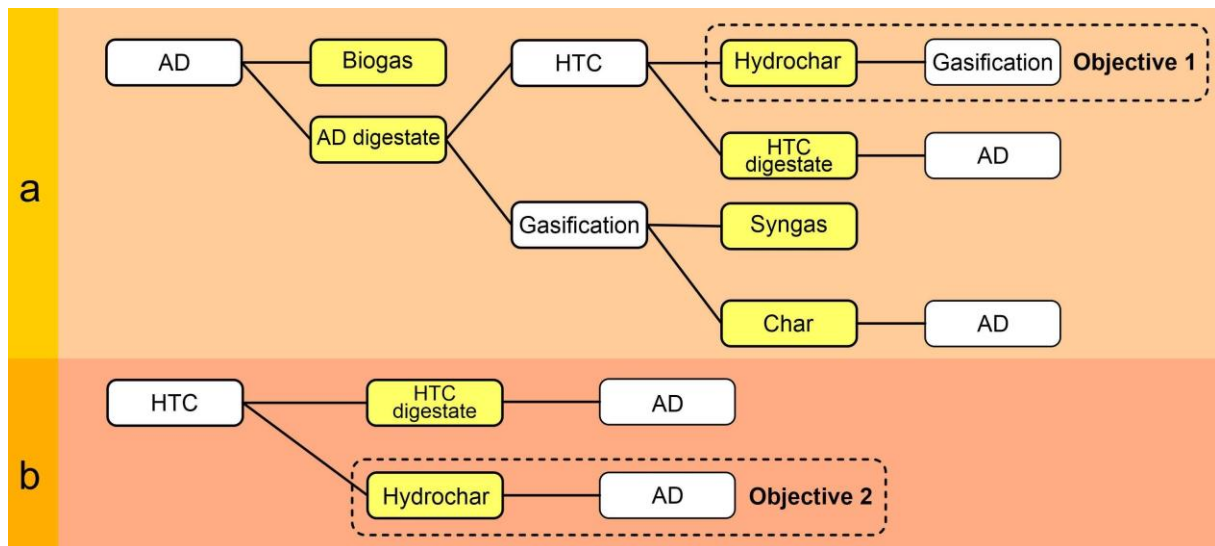 a
AD
Biogas
AD digestate
HTC
Gasification
Hydrochar
Gasification
Objective 1
HTC
digestate
AD
Syngas
Char
AD
b
HTC
HTC
digestate
AD
Hydrochar
AD
Objective 2